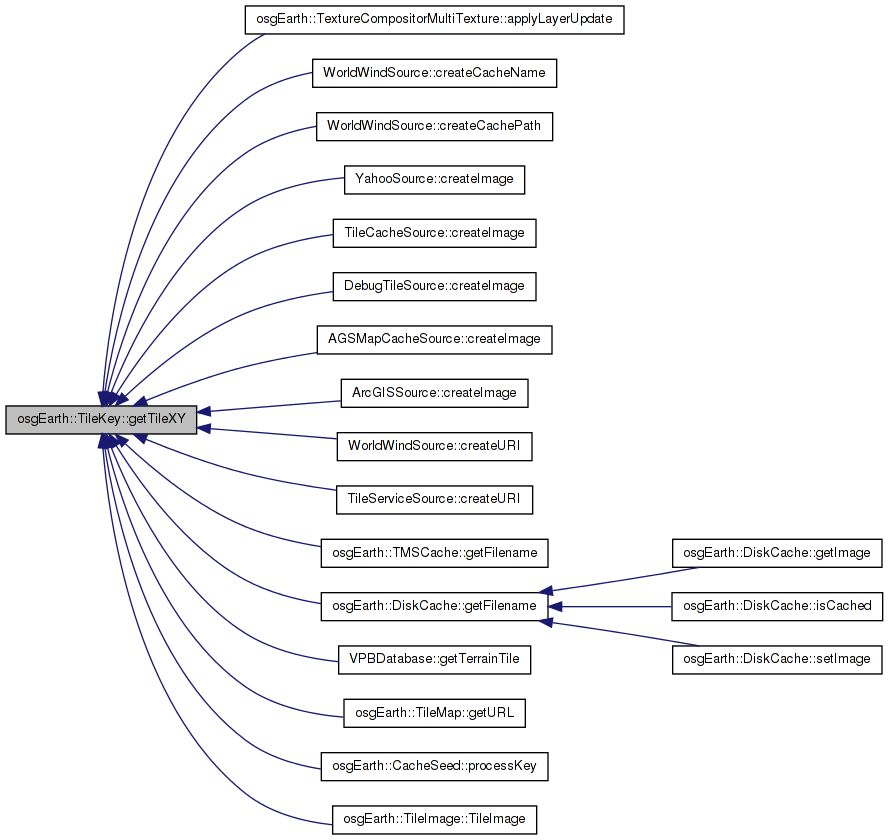 osgEarth::TextureCompositorMultiTexture::applyLayerUpdate
WorldWindSource::createCacheName
WorldWindSource::createCachePath
YahooSource::createImage
TileCacheSource::createImage
DebugTileSource::createImage
AGSMapCacheSource::createImage
ArcGISSource::createImage
osgEarth::TileKey::getTileXY
WorldWindSource::createURI
TileServiceSource::createURI
osgEarth::TMSCache::getFilename
osgEarth::DiskCache::getImage
osgEarth::DiskCache::getFilename
osgEarth::DiskCache::isCached
VPBDatabase::getTerrainTile
osgEarth::DiskCache::setImage
osgEarth::TileMap::getURL
osgEarth::CacheSeed::processKey
osgEarth::TileImage::TileImage